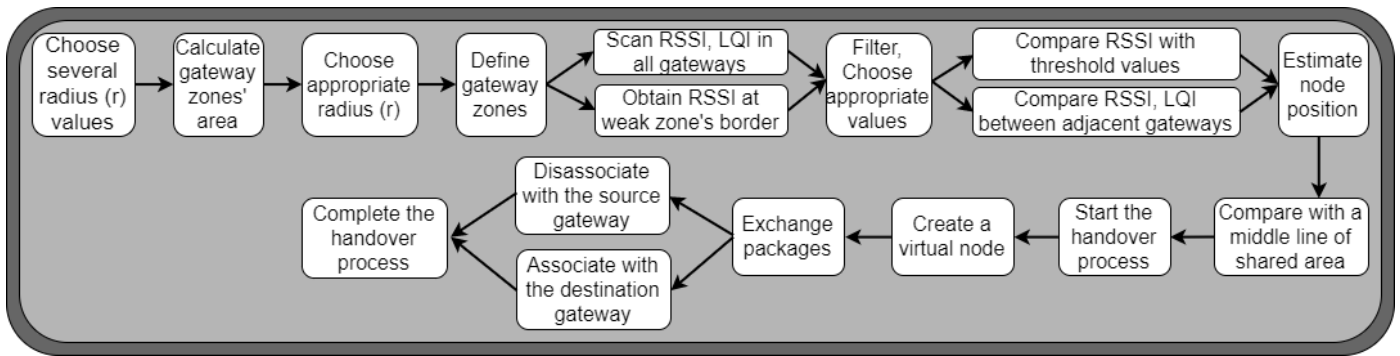 Choose
several
radius (r)
values
Calculate
gateway
zones'
area
Choose
appropriate
radius (r)
Define
gateway
zones
Scan RSSI, LQI in
all gateways
Obtain RSSI at
weak zone's border
Filter,
Choose
appropriate
values
Compare RSSI with
threshold values
Compare RSSI, LQI
between adjacent gateways
Estimate
node
position
Compare with a
middle line of
shared area
Start the
handover
process
Create a
virtual node
Exchange
packages
Disassociate
with the source
gateway
Associate with
the destination
gateway
Complete the
handover
process